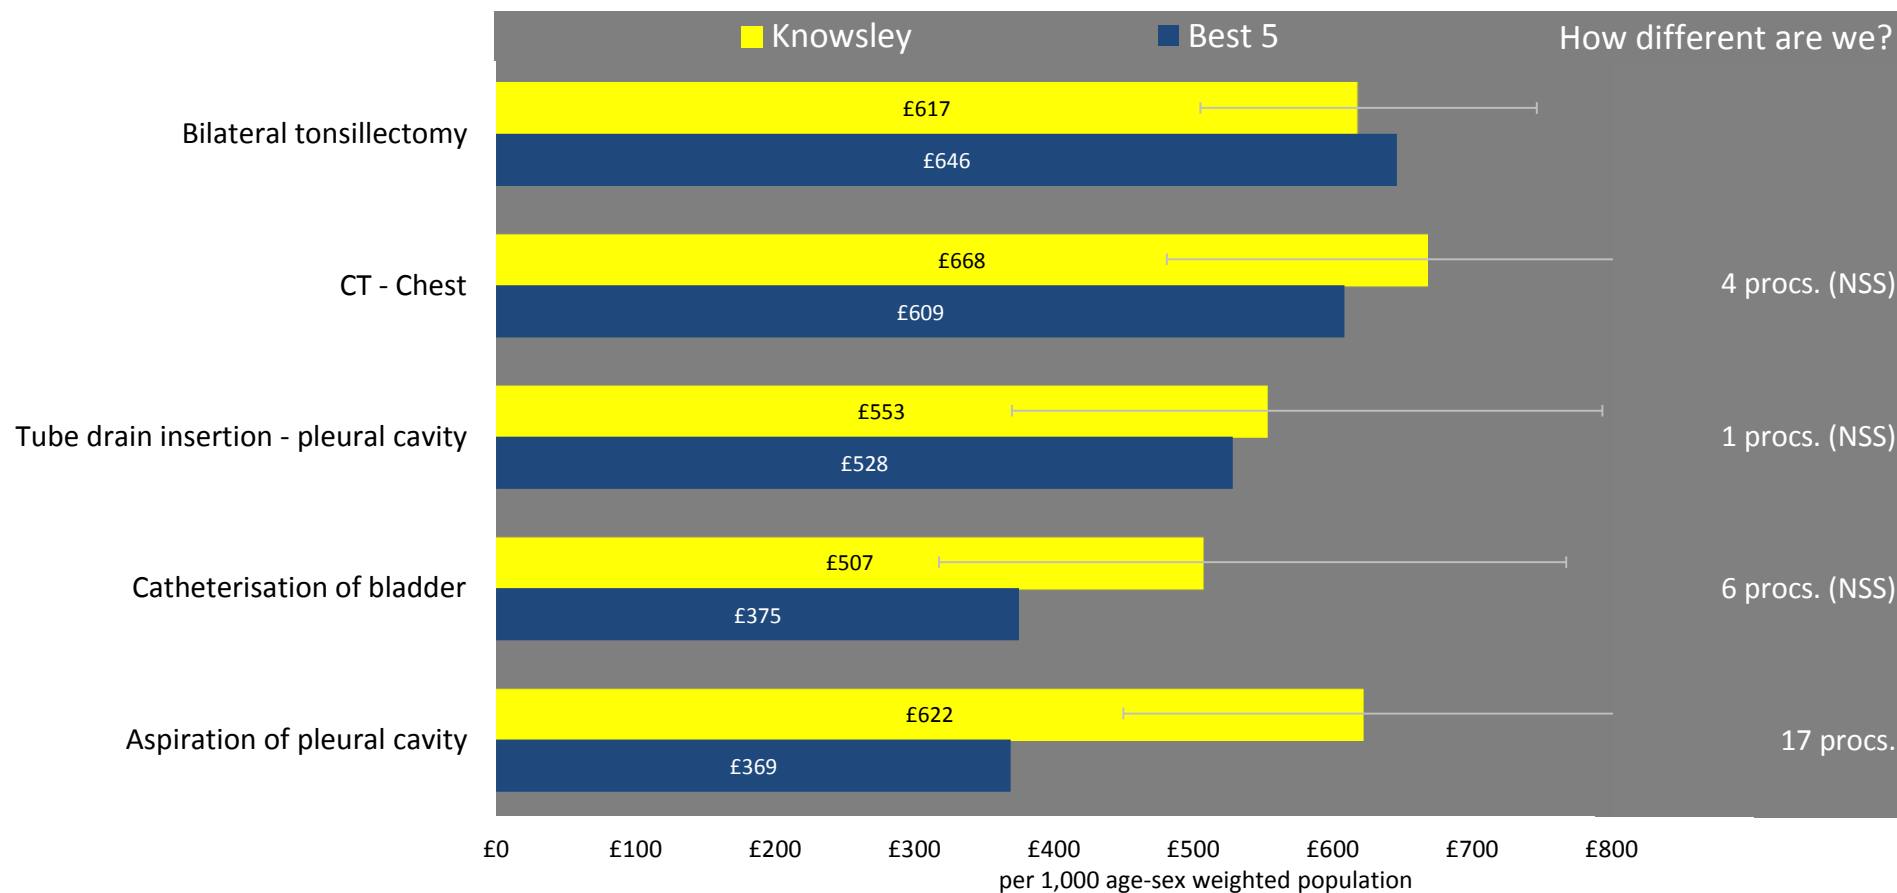 Knowsley Best 5 How different are we?
Bilateral tonsillectomy £617
£646
CT - Chest £668
£609 4 procs. (NSS)
Tube drain insertion - pleural cavity £553
£528 1 procs. (NSS)
Catheterisation of bladder £507
£375 6 procs. (NSS)
Aspiration of pleural cavity £622
£369 17 procs.
£0 £100 £200 £300 £400 £500 £600 £700 £800
per 1,000 age-sex weighted population